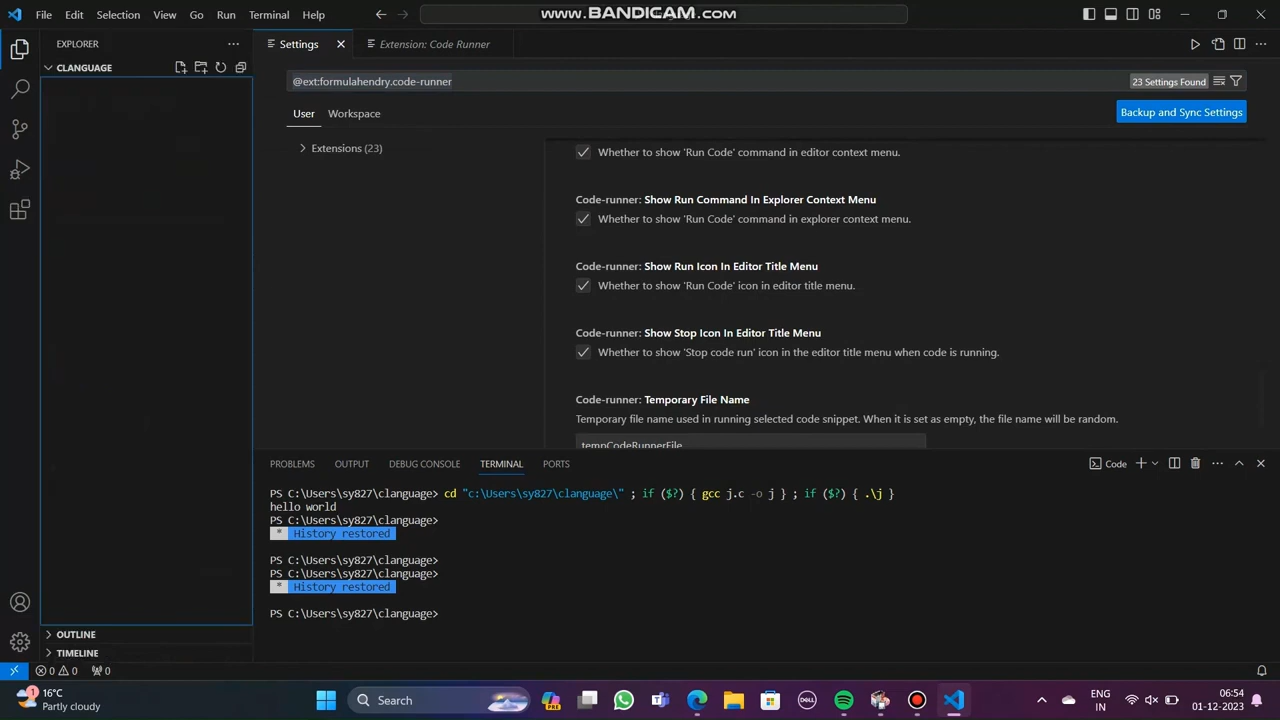 File Edit Selection View Go Run Terminal Help
www.BANDICAM.com
EXPLORER
Settings
Extension: Code Runner
CLANGUAGE
@ext:formulahendry.code-runner
23 Settings Found
User Workspace
Backup and Sync Settings
Extensions (23)
Whether to show 'Run Code' command in editor context menu.
Code-runner: Show Run Command In Explorer Context Menu
Whether to show 'Run Code' command in explorer context menu.
Code-runner: Show Run Icon In Editor Title Menu
Whether to show 'Run Code' icon in editor title menu.
Code-runner: Show Stop Icon In Editor Title Menu
Whether to show 'Stop code run' icon in the editor title menu when code is running.
Code-runner: Temporary File Name
Temporary file name used in running selected code snippet. When it is set as empty, the file name will be random.
tempCodeRunnerFile
PROBLEMS OUTPUT DEBUG CONSOLE TERMINAL PORTS
Code
PS C:\Users\sy827\clanguage> cd "c:\Users\sy827\clanguage\" ; if ($?) { gcc j.c -o j } ; if ($?) { .\j }
hello world
PS C:\Users\sy827\clanguage>
* History restored
PS C:\Users\sy827\clanguage>
PS C:\Users\sy827\clanguage>
* History restored
PS C:\Users\sy827\clanguage>
OUTLINE
TIMELINE
0 0 0
1
16°C
Partly cloudy
Search
PRE
DELL
ENG
IN
06:54
01-12-2023